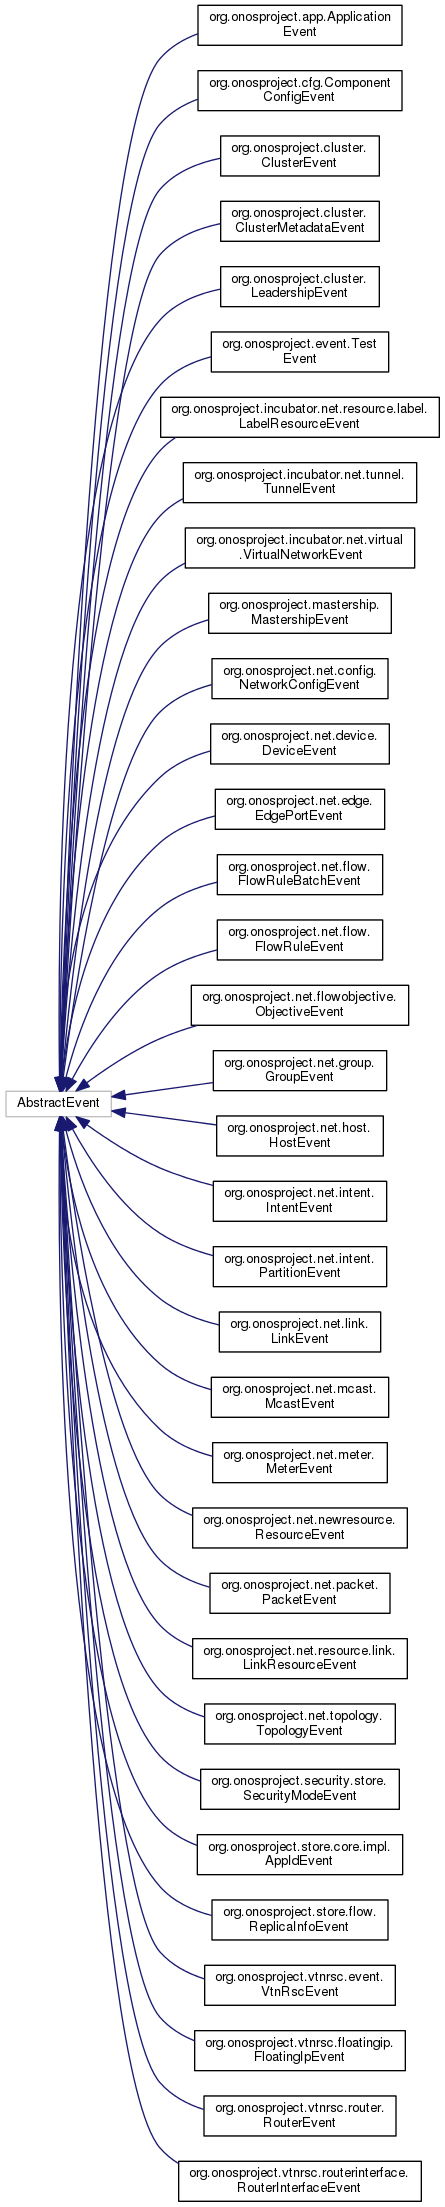 org.onosproject.app.Application
Event
org.onosproject.cfg.Component
ConfigEvent
org.onosproject.cluster.
ClusterEvent
org.onosproject.cluster.
ClusterMetadataEvent
org.onosproject.cluster.
LeadershipEvent
org.onosproject.event.Test
Event
org.onosproject.incubator.net.resource.label.
LabelResourceEvent
org.onosproject.incubator.net.tunnel.
TunnelEvent
org.onosproject.incubator.net.virtual
.VirtualNetworkEvent
org.onosproject.mastership.
MastershipEvent
org.onosproject.net.config.
NetworkConfigEvent
org.onosproject.net.device.
DeviceEvent
org.onosproject.net.edge.
EdgePortEvent
org.onosproject.net.flow.
FlowRuleBatchEvent
org.onosproject.net.flow.
FlowRuleEvent
org.onosproject.net.flowobjective.
ObjectiveEvent
org.onosproject.net.group.
GroupEvent
AbstractEvent
org.onosproject.net.host.
HostEvent
org.onosproject.net.intent.
IntentEvent
org.onosproject.net.intent.
PartitionEvent
org.onosproject.net.link.
LinkEvent
org.onosproject.net.mcast.
McastEvent
org.onosproject.net.meter.
MeterEvent
org.onosproject.net.newresource.
ResourceEvent
org.onosproject.net.packet.
PacketEvent
org.onosproject.net.resource.link.
LinkResourceEvent
org.onosproject.net.topology.
TopologyEvent
org.onosproject.security.store.
SecurityModeEvent
org.onosproject.store.core.impl.
AppIdEvent
org.onosproject.store.flow.
ReplicaInfoEvent
org.onosproject.vtnrsc.event.
VtnRscEvent
org.onosproject.vtnrsc.floatingip.
FloatingIpEvent
org.onosproject.vtnrsc.router.
RouterEvent
org.onosproject.vtnrsc.routerinterface.
RouterInterfaceEvent